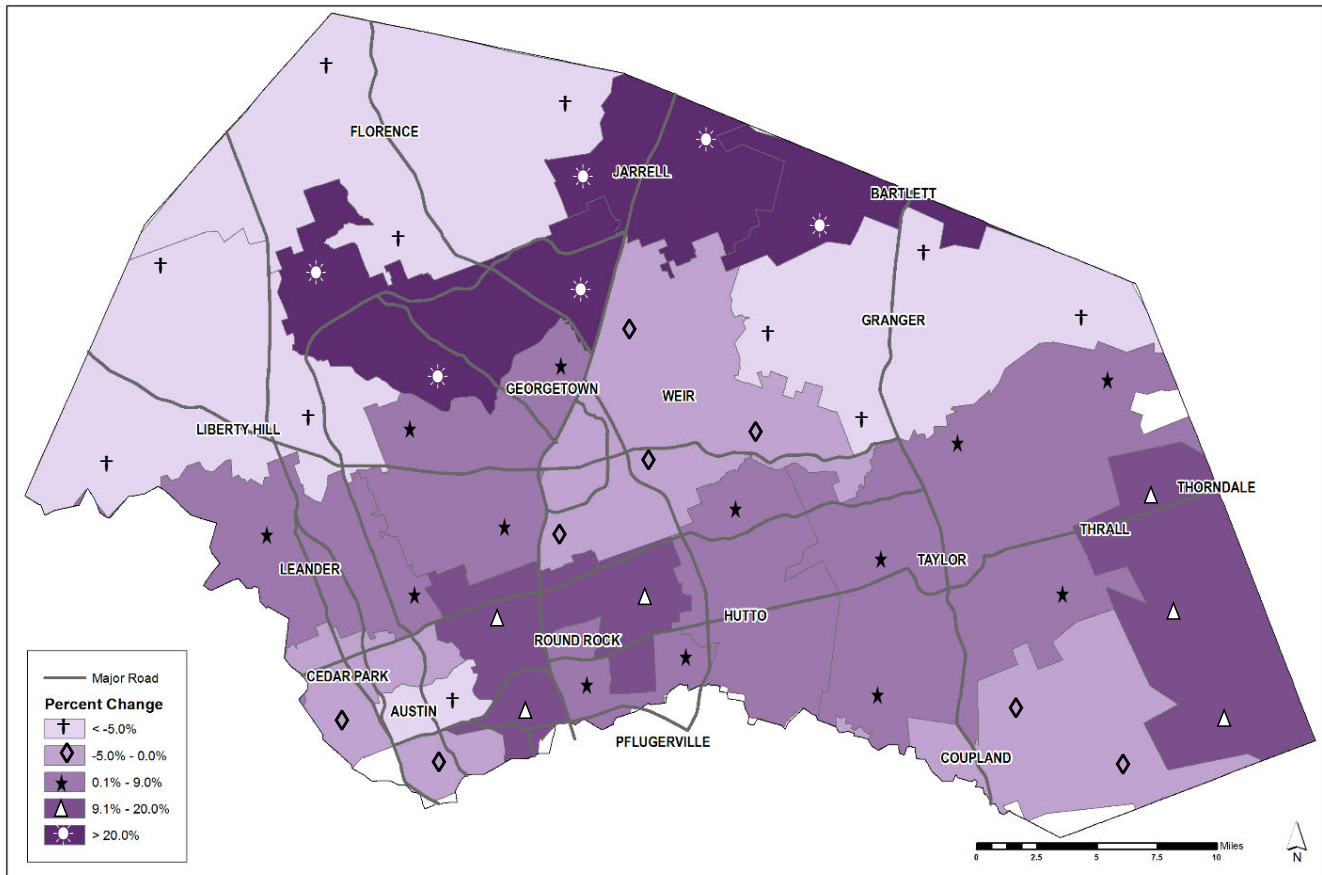 FLORENCE
JARRELL
BARTLETT
GRANGER
GEORGETOWN
WEIR
LIBERTY HILL
THORNDALE
THRALL
TAYLOR
LEANDER
HUTTO
ROUND ROCK
CEDAR PARK
AUSTIN
PFLUGERVILLE
COUPLAND
Major Road
Percent Change
< -5.0%
-5.0% - 0.0%
0.1% - 9.0%
9.1% - 20.0%
> 20.0%
Miles
0 2.5 5 7.5 10
N